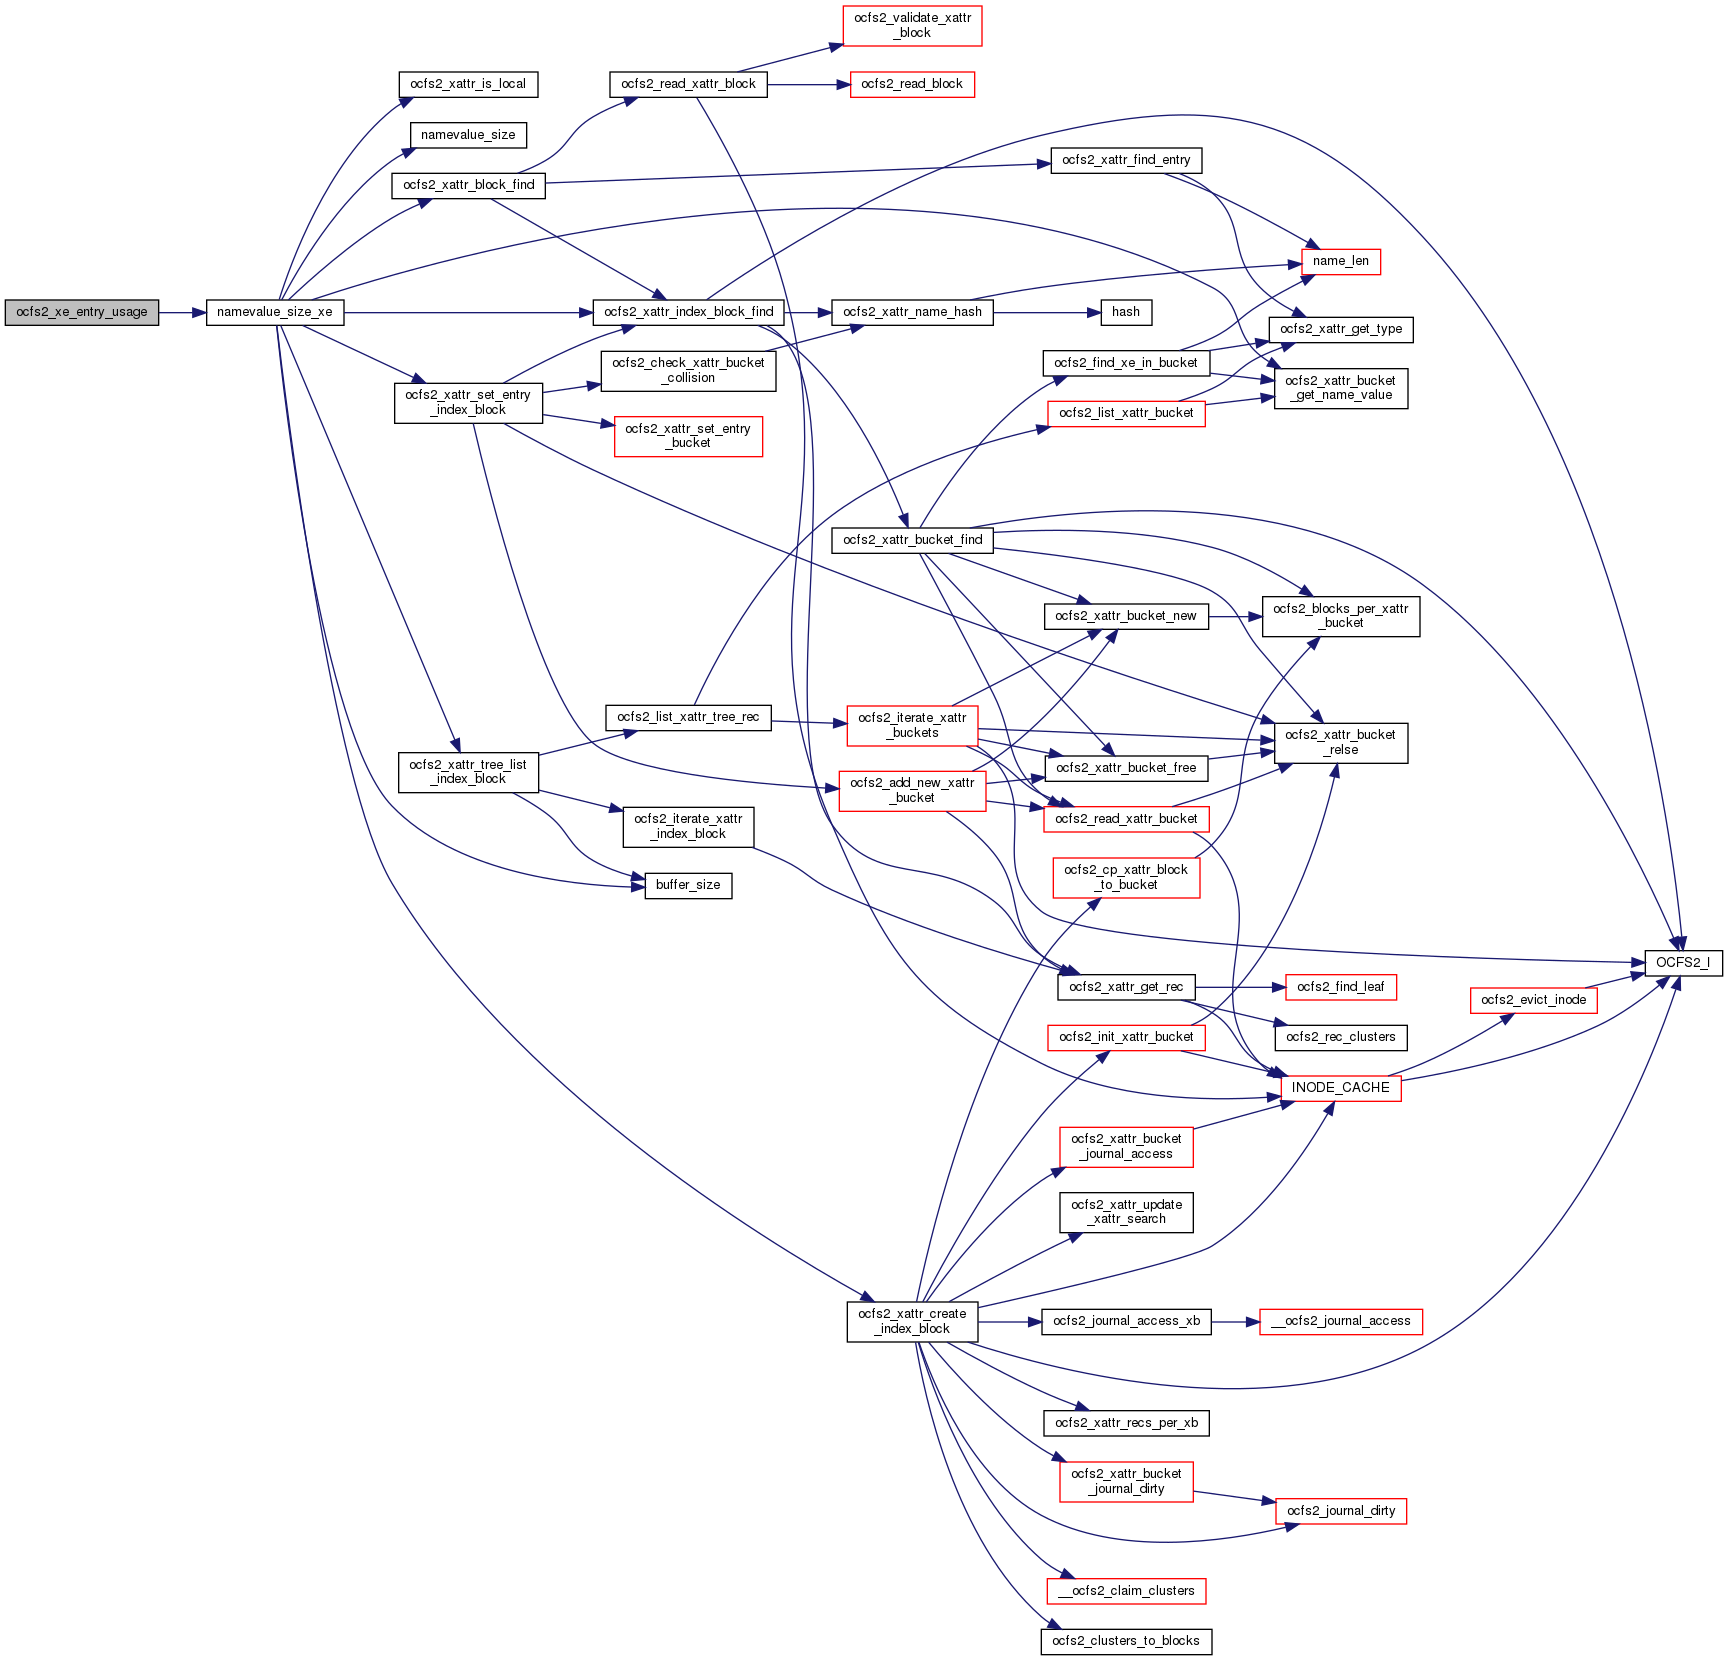 ocfs2_validate_xattr
_block
ocfs2_xattr_is_local
ocfs2_read_xattr_block
ocfs2_read_block
namevalue_size
ocfs2_xattr_find_entry
ocfs2_xattr_block_find
name_len
ocfs2_xe_entry_usage
namevalue_size_xe
ocfs2_xattr_index_block_find
ocfs2_xattr_name_hash
hash
ocfs2_xattr_get_type
ocfs2_check_xattr_bucket
_collision
ocfs2_find_xe_in_bucket
ocfs2_xattr_bucket
_get_name_value
ocfs2_xattr_set_entry
_index_block
ocfs2_list_xattr_bucket
ocfs2_xattr_set_entry
_bucket
ocfs2_xattr_bucket_find
ocfs2_xattr_bucket_new
ocfs2_blocks_per_xattr
_bucket
ocfs2_list_xattr_tree_rec
ocfs2_iterate_xattr
_buckets
ocfs2_xattr_bucket
_relse
ocfs2_xattr_tree_list
_index_block
ocfs2_xattr_bucket_free
ocfs2_add_new_xattr
_bucket
ocfs2_read_xattr_bucket
ocfs2_iterate_xattr
_index_block
ocfs2_cp_xattr_block
_to_bucket
buffer_size
OCFS2_I
ocfs2_xattr_get_rec
ocfs2_find_leaf
ocfs2_evict_inode
ocfs2_init_xattr_bucket
ocfs2_rec_clusters
INODE_CACHE
ocfs2_xattr_bucket
_journal_access
ocfs2_xattr_update
_xattr_search
ocfs2_xattr_create
_index_block
ocfs2_journal_access_xb
__ocfs2_journal_access
ocfs2_xattr_recs_per_xb
ocfs2_xattr_bucket
_journal_dirty
ocfs2_journal_dirty
__ocfs2_claim_clusters
ocfs2_clusters_to_blocks